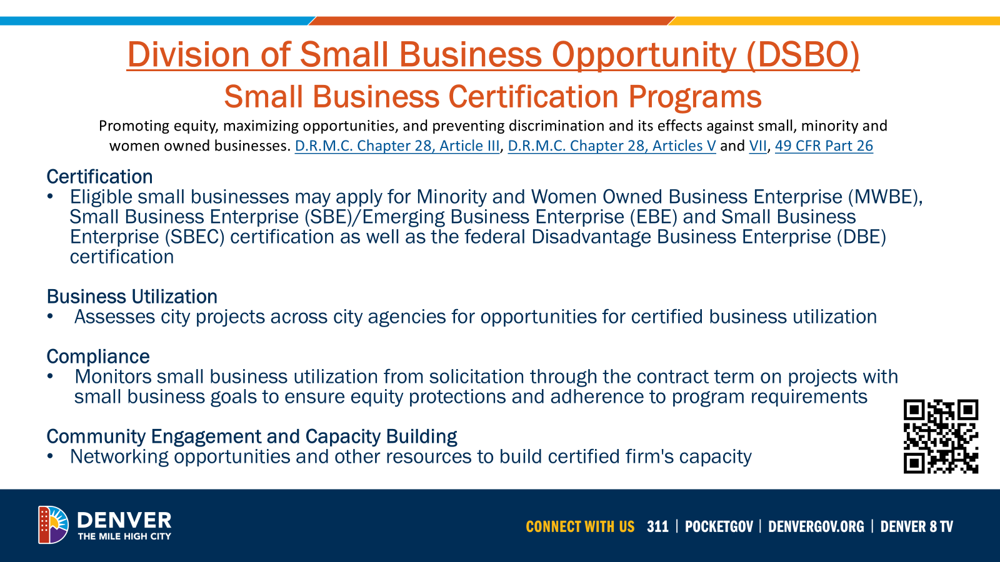 Division of Small Business Opportunity (DSBO)
Small Business Certification Programs
Promoting equity, maximizing opportunities, and preventing discrimination and its effects against small, minority and
women owned businesses. D.R.M.C. Chapter 28, Article III, D.R.M.C. Chapter 28, Articles V and VII, 49 CFR Part 26
Certification
• Eligible small businesses may apply for Minority and Women Owned Business Enterprise (MWBE),
Small Business Enterprise (SBE)/Emerging Business Enterprise (EBE) and Small Business
Enterprise (SBEC) certification as well as the federal Disadvantage Business Enterprise (DBE)
certification
Business Utilization
• Assesses city projects across city agencies for opportunities for certified business utilization
Compliance
• Monitors small business utilization from solicitation through the contract term on projects with
small business goals to ensure equity protections and adherence to program requirements
Community Engagement and Capacity Building
• Networking opportunities and other resources to build certified firm's capacity
DENVER
THE MILE HIGH CITY
CONNECT WITH US 311 | POCKETGOV | DENVERGOV.ORG | DENVER 8 TV